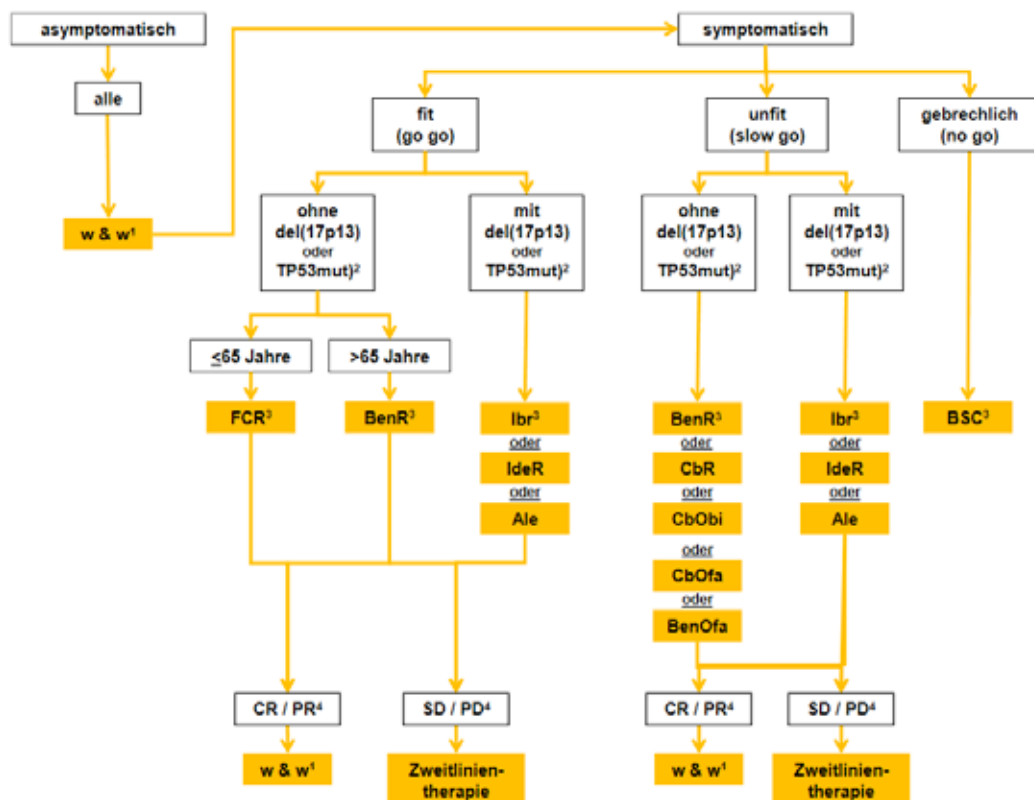 asymptomatisch
symptomatisch
alle
fit
(go go)
unfit
(slow go)
gebrechlich
(no go)
w & w¹
ohne
del(17p13)
oder
TP53mut)²
mit
del(17p13)
oder
TP53mut)²
ohne
del(17p13)
oder
TP53mut)²
mit
del(17p13)
oder
TP53mut)²
≤65 Jahre
>65 Jahre
FCR³
BenR³
Ibr³
oder
IdeR
oder
Ale
BenR³
oder
CbR
oder
CbObi
oder
CbOfa
oder
BenOfa
Ibr³
oder
IdeR
oder
Ale
BSC³
CR / PR⁴
SD / PD⁴
CR / PR⁴
SD / PD⁴
w & w¹
Zweitlinien-
therapie
w & w¹
Zweitlinien-
therapie